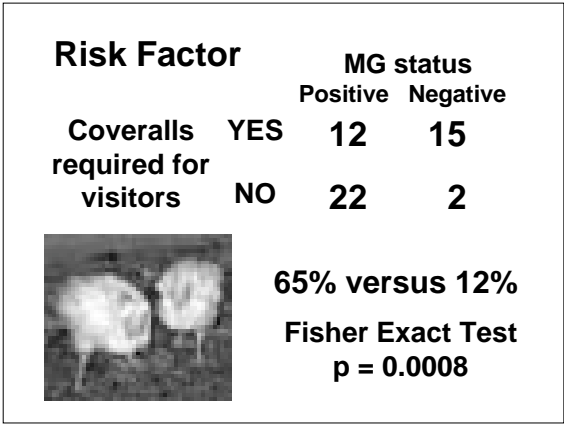 Risk Factor
MG status
Positive Negative
Coveralls required for visitors
YES 12 15
NO 22 2
65% versus 12%
Fisher Exact Test
p = 0.0008